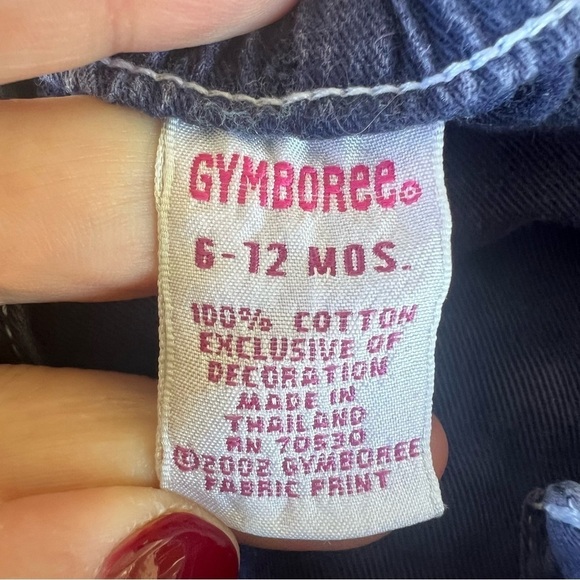 GYMBOREE
6-12 MOS.
100% COTTON
EXCLUSIVE OF
DECORATION
MADE IN
THAILAND
RN 70530
©2002 GYMBOREE
FABRIC PRINT